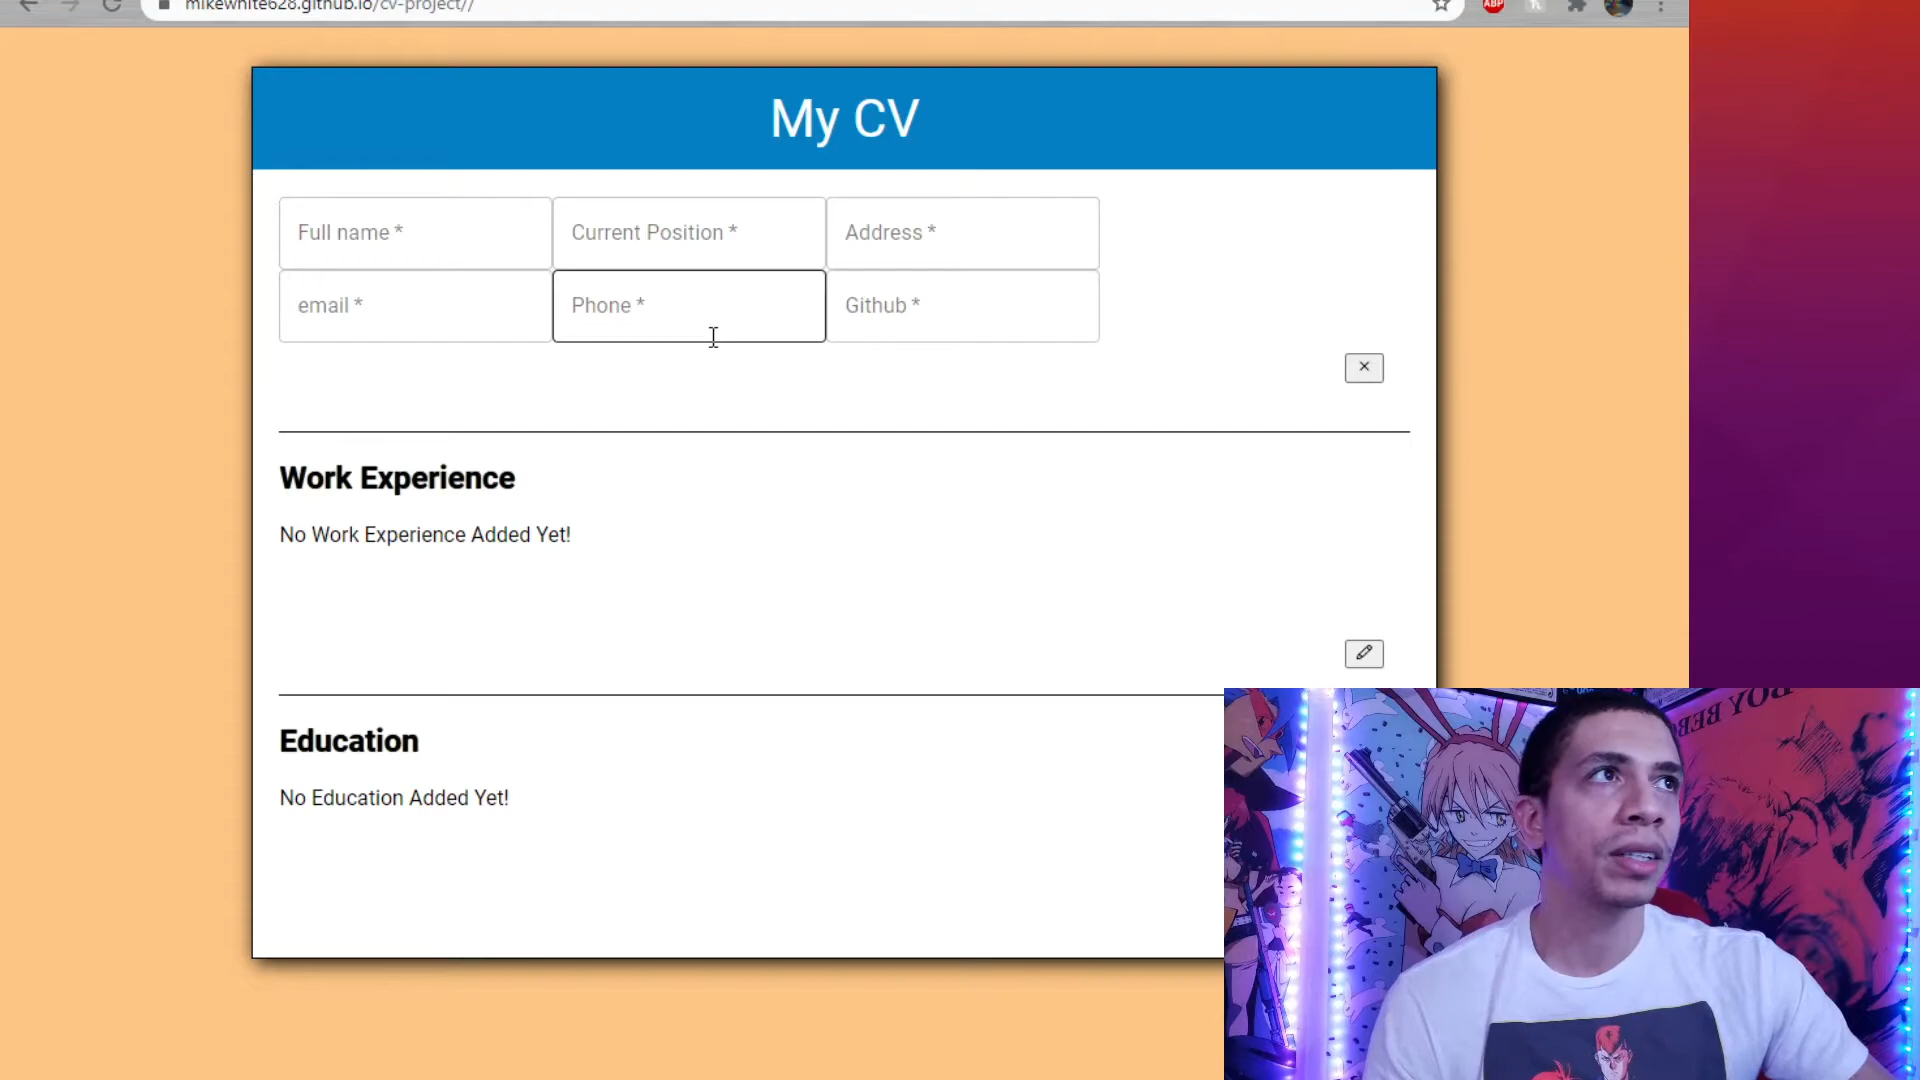 mikewhite628.github.io/cv-project//
ABP
My CV
Full name *
Current Position *
Address *
email *
Phone *
Github *
Work Experience
No Work Experience Added Yet!
Education
No Education Added Yet!